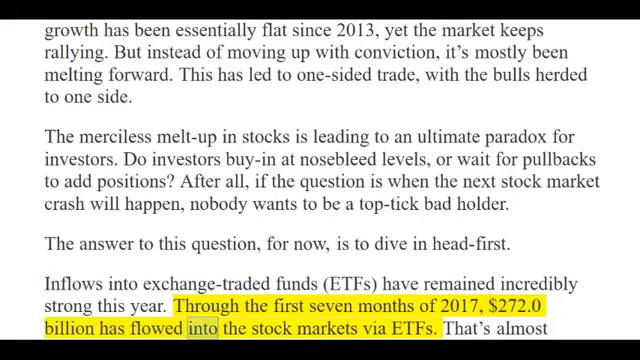 growth has been essentially flat since 2013, yet the market keeps
rallying. But instead of moving up with conviction, it's mostly been
melting forward. This has led to one-sided trade, with the bulls herded
to one side.
The merciless melt-up in stocks is leading to an ultimate paradox for
investors. Do investors buy-in at nosebleed levels, or wait for pullbacks
to add positions? After all, if the question is when the next stock market
crash will happen, nobody wants to be a top-tick bad holder.
The answer to this question, for now, is to dive in head-first.
Inflows into exchange-traded funds (ETFs) have remained incredibly
strong this year. Through the first seven months of 2017, $272.0
billion has flowed into the stock markets via ETFs. That's almost